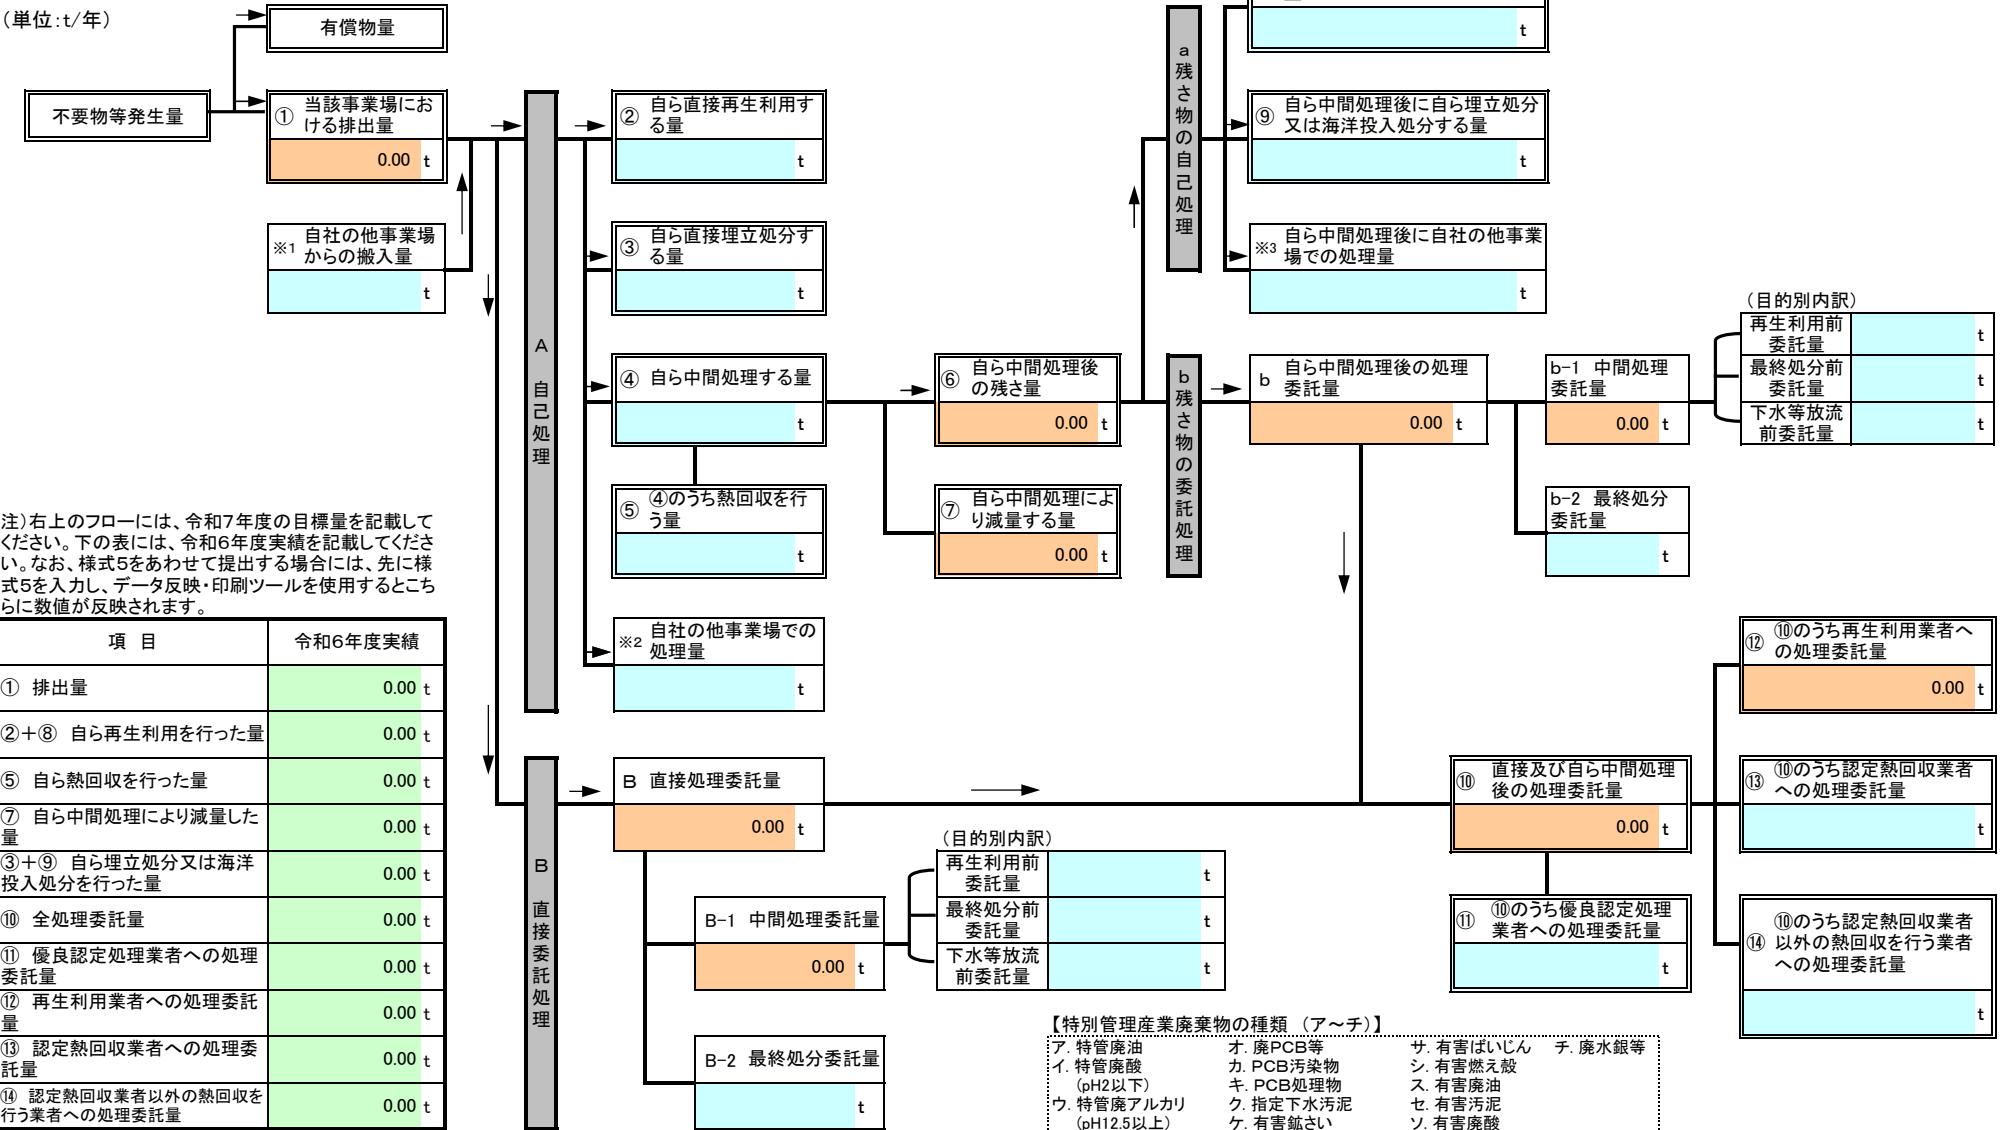 (単位:t/年)
有償物量
不要物等発生量
① 当該事業場にお
ける排出量
0.00 t
※1 自社の他事業場
からの搬入量
t
A 自己処理
② 自ら直接再生利用す
る量
t
③ 自ら直接埋立処分す
る量
t
④ 自ら中間処理する量
t
⑤ ④のうち熱回収を行
う量
t
※2 自社の他事業場での
処理量
t
⑥ 自ら中間処理後
の残さ量
0.00 t
⑦ 自ら中間処理によ
り減量する量
0.00 t
a 残さ物の自己処理
t
⑨ 自ら中間処理後に自ら埋立処分
又は海洋投入処分する量
t
※3 自ら中間処理後に自社の他事業
場での処理量
t
b 残さ物の委託処理
b 自ら中間処理後の処理
委託量
0.00 t
b-1 中間処理
委託量
0.00 t
(目的別内訳)
再生利用前
委託量
t
最終処分前
委託量
t
下水等放流
前委託量
t
b-2 最終処分
委託量
t
注)右上のフローには、令和7年度の目標量を記載して
ください。下の表には、令和6年度実績を記載してくださ
い。なお、様式5をあわせて提出する場合には、先に様
式5を入力し、データ反映・印刷ツールを使用するとこち
らに数値が反映されます。
項 目 令和6年度実績
① 排出量 0.00 t
②+⑧ 自ら再生利用を行った量 0.00 t
⑤ 自ら熱回収を行った量 0.00 t
⑦ 自ら中間処理により減量した
量 0.00 t
③+⑨ 自ら埋立処分又は海洋
投入処分を行った量 0.00 t
⑩ 全処理委託量 0.00 t
⑪ 優良認定処理業者への処理
委託量 0.00 t
⑫ 再生利用業者への処理委託
量 0.00 t
⑬ 認定熱回収業者への処理委
託量 0.00 t
⑭ 認定熱回収業者以外の熱回収を
行う業者への処理委託量 0.00 t
B 直接委託処理
B 直接処理委託量
0.00 t
B-1 中間処理委託量
0.00 t
(目的別内訳)
再生利用前
委託量
t
最終処分前
委託量
t
下水等放流
前委託量
t
B-2 最終処分委託量
t
⑩ 直接及び自ら中間処理
後の処理委託量
0.00 t
⑪ ⑩のうち優良認定処理
業者への処理委託量
t
⑫ ⑩のうち再生利用業者へ
の処理委託量
0.00 t
⑬ ⑩のうち認定熱回収業者
への処理委託量
t
⑭ ⑩のうち認定熱回収業者
以外の熱回収を行う業者
への処理委託量
t
【特別管理産業廃棄物の種類 (ア~チ)】
ア. 特管廃油 オ. 廃PCB等 サ. 有害ばいじん チ. 廃水銀等
イ. 特管廃酸 カ. PCB汚染物 シ. 有害燃え殻
(pH2以下) キ. PCB処理物 ス. 有害廃油
ウ. 特管廃アルカリ ク. 指定下水汚泥 セ. 有害汚泥
(pH12.5以上) ケ. 有害鉱さい ソ. 有害廃酸